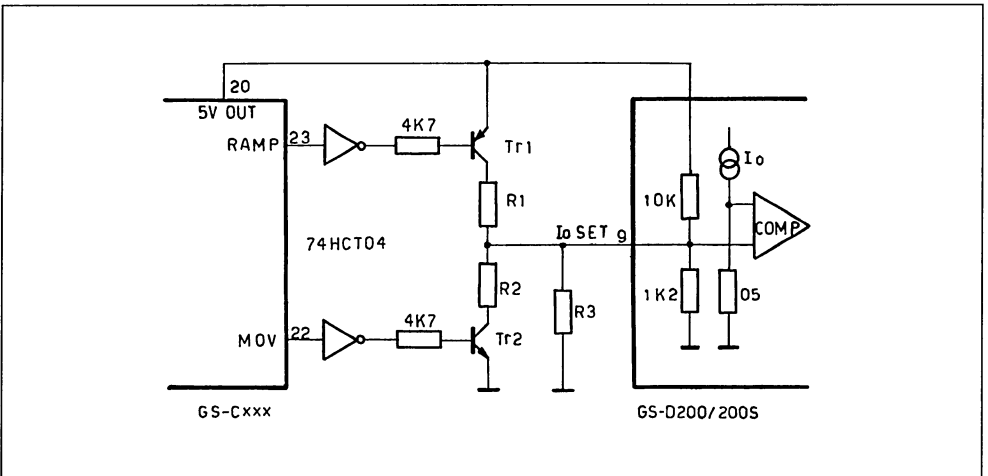 20
5V OUT
RAMP 23
4K7
Tr1
Io
R1
10K
COMP
74HCT04
Io SET 9
R2
R3
1K2
05
MOV 22
4K7
Tr2
GS-Cxxx
GS-D200/200S